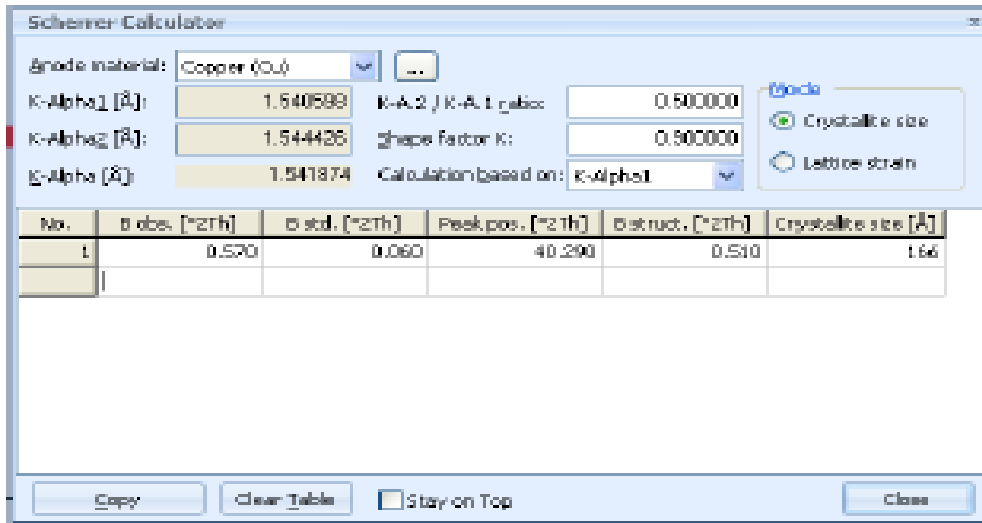 Scherrer Calculator
Anode material: Copper (Cu) ...
K-Alpha1 [Å]: 1.540598 K-A.2 / K-A.1 ratio: 0.500000
K-Alpha2 [Å]: 1.544426 Shape factor K: 0.900000
K-Alpha [Å]: 1.541874 Calculation based on: K-Alpha1
Mode
Crystallite size
Lattice strain
No. B obs. [°2Th] B std. [°2Th] Peak pos. [°2Th] B struct. [°2Th] Crystallite size [Å]
1 0.570 0.060 40.290 0.510 166
Copy Clear Table Stay on Top Close